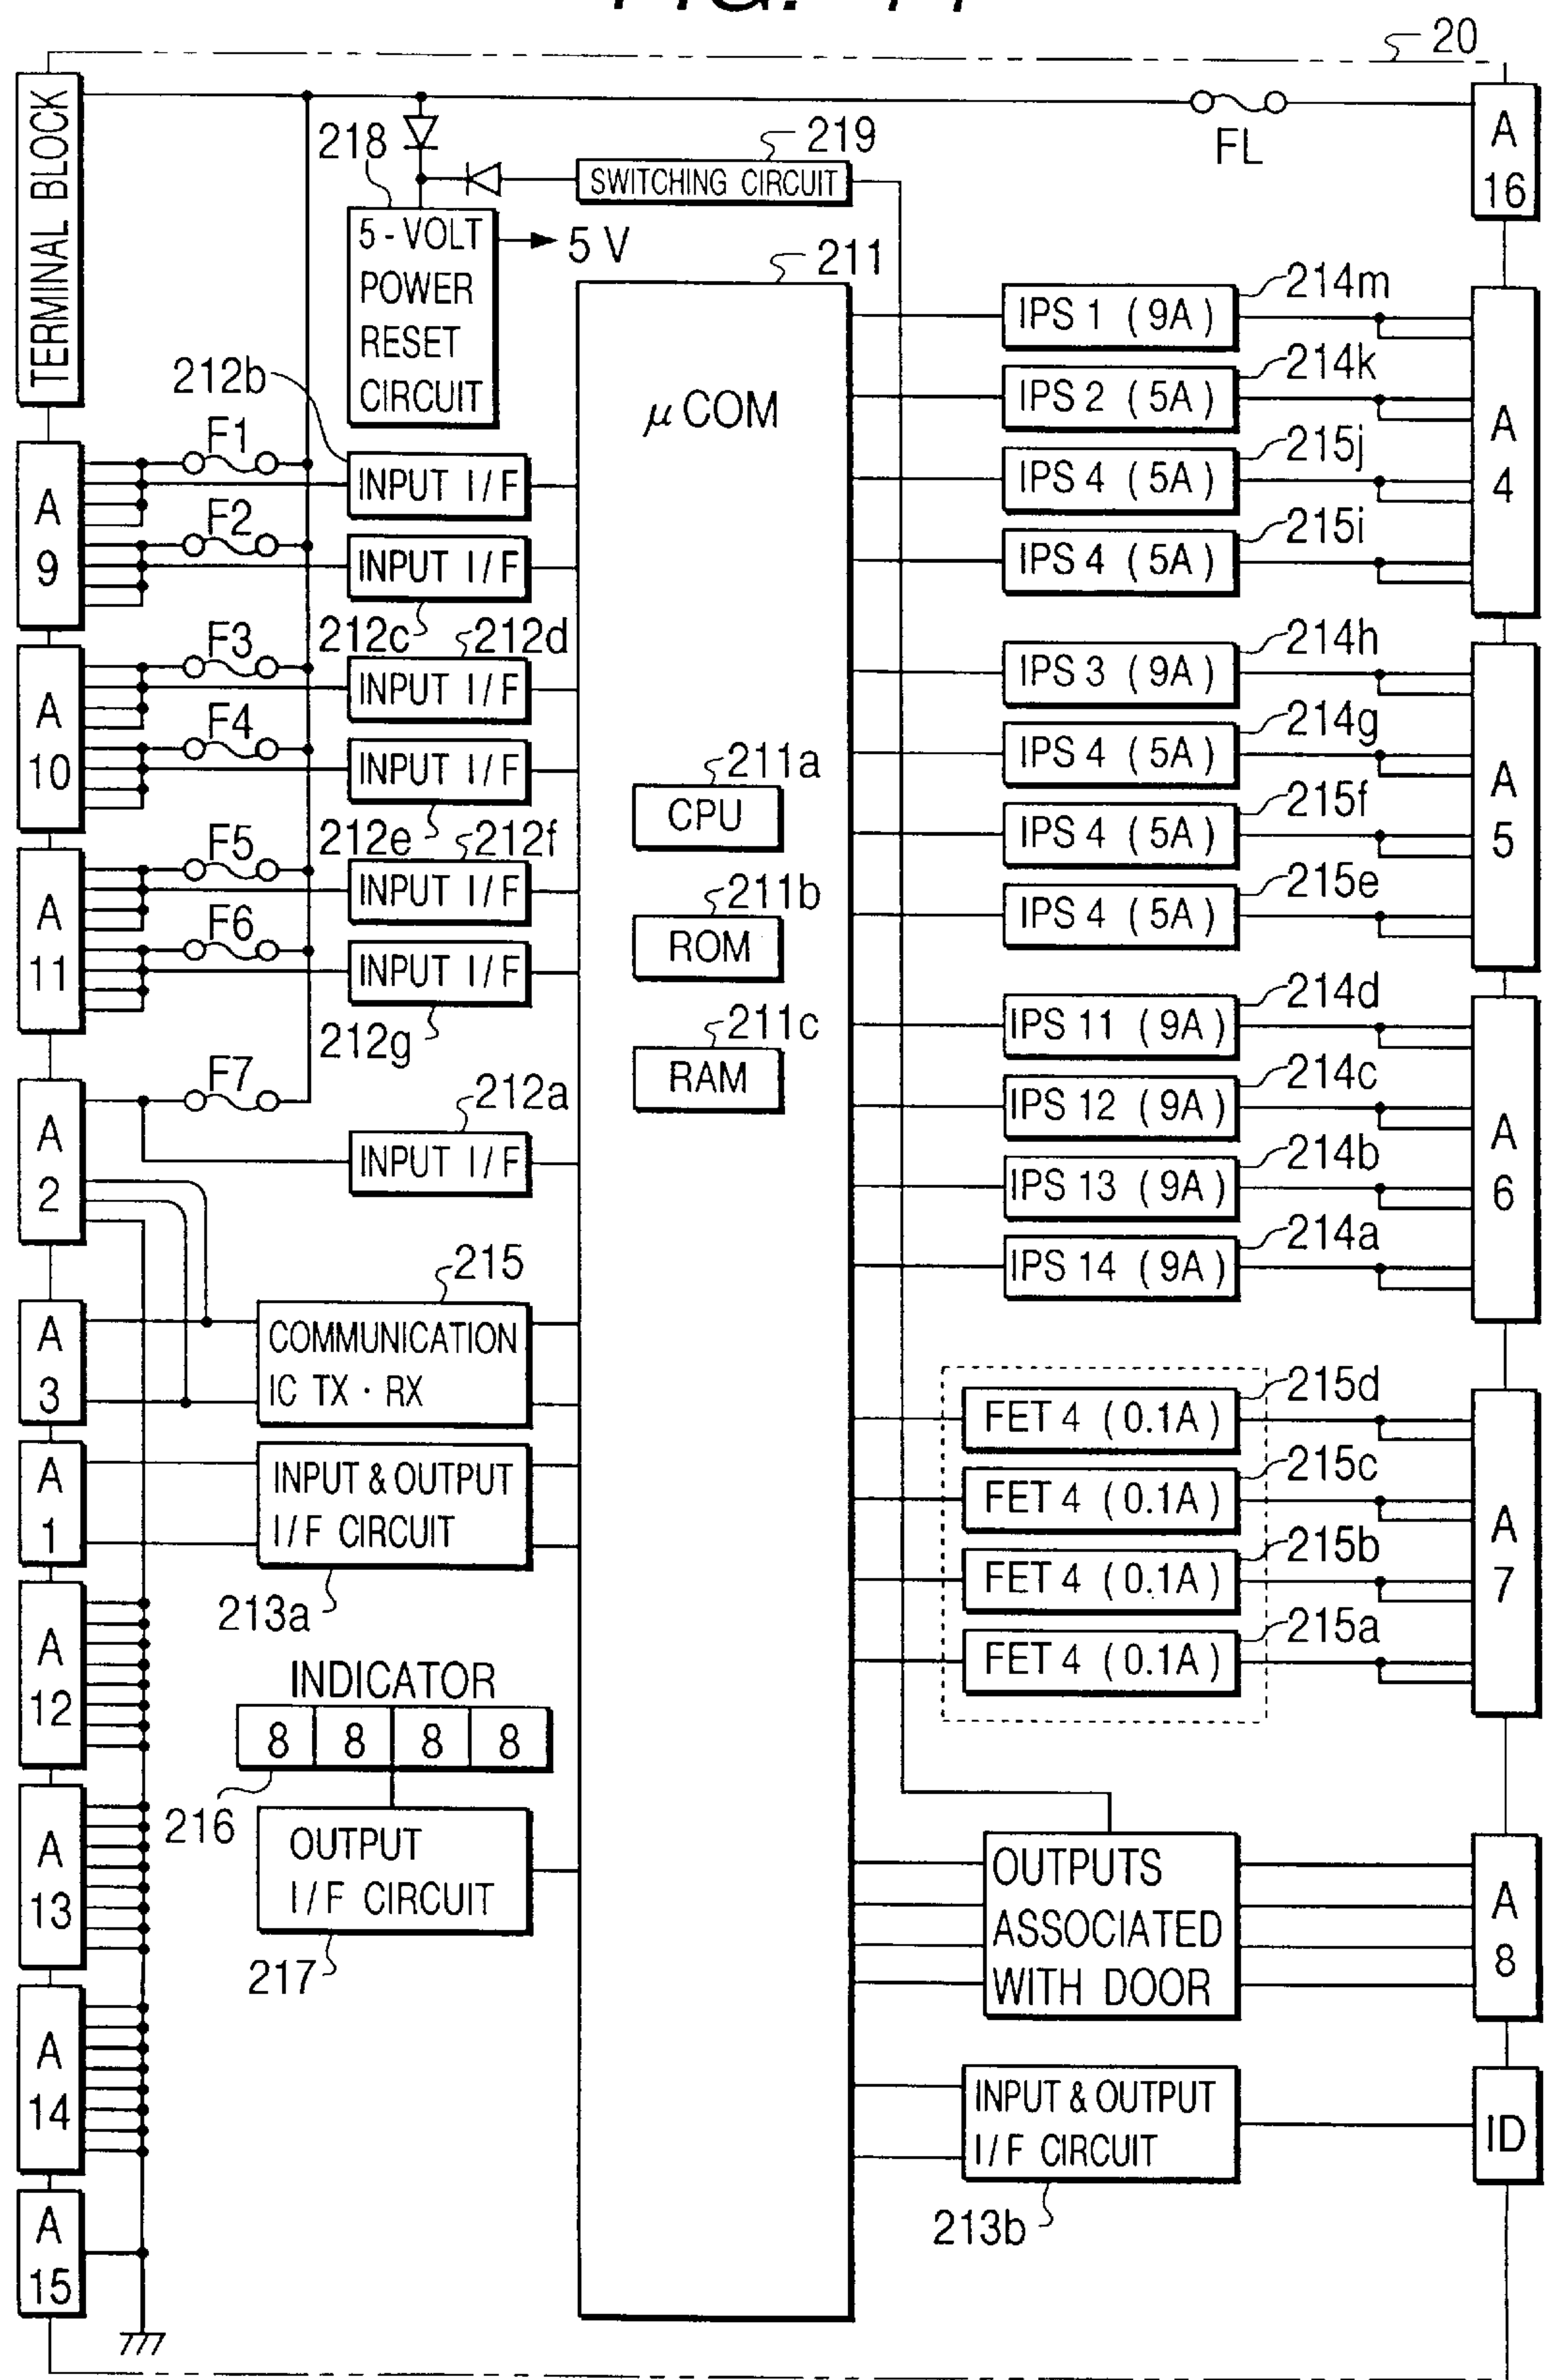 20
TERMINAL BLOCK
FL
A
16
218
219
SWITCHING CIRCUIT
5-VOLT
POWER
RESET
CIRCUIT
5 V
211
μCOM
212b
F1
INPUT I/F
A
9
F2
INPUT I/F
212c
212d
F3
INPUT I/F
A
10
F4
INPUT I/F
212e
212f
F5
INPUT I/F
A
11
F6
INPUT I/F
212g
F7
212a
A
2
INPUT I/F
211a
CPU
211b
ROM
211c
RAM
215
A
3
COMMUNICATION
IC TX・RX
A
1
INPUT & OUTPUT
I/F CIRCUIT
213a
A
12
INDICATOR
8 8 8 8
216
A
13
OUTPUT
I/F CIRCUIT
217
A
14
A
15
IPS 1 (9A)
214m
IPS 2 (5A)
214k
IPS 4 (5A)
215j
IPS 4 (5A)
215i
A
4
IPS 3 (9A)
214h
IPS 4 (5A)
214g
IPS 4 (5A)
215f
IPS 4 (5A)
215e
A
5
IPS 11 (9A)
214d
IPS 12 (9A)
214c
IPS 13 (9A)
214b
IPS 14 (9A)
214a
A
6
FET 4 (0.1A)
215d
FET 4 (0.1A)
215c
FET 4 (0.1A)
215b
FET 4 (0.1A)
215a
A
7
OUTPUTS
ASSOCIATED
WITH DOOR
A
8
INPUT & OUTPUT
I/F CIRCUIT
213b
ID